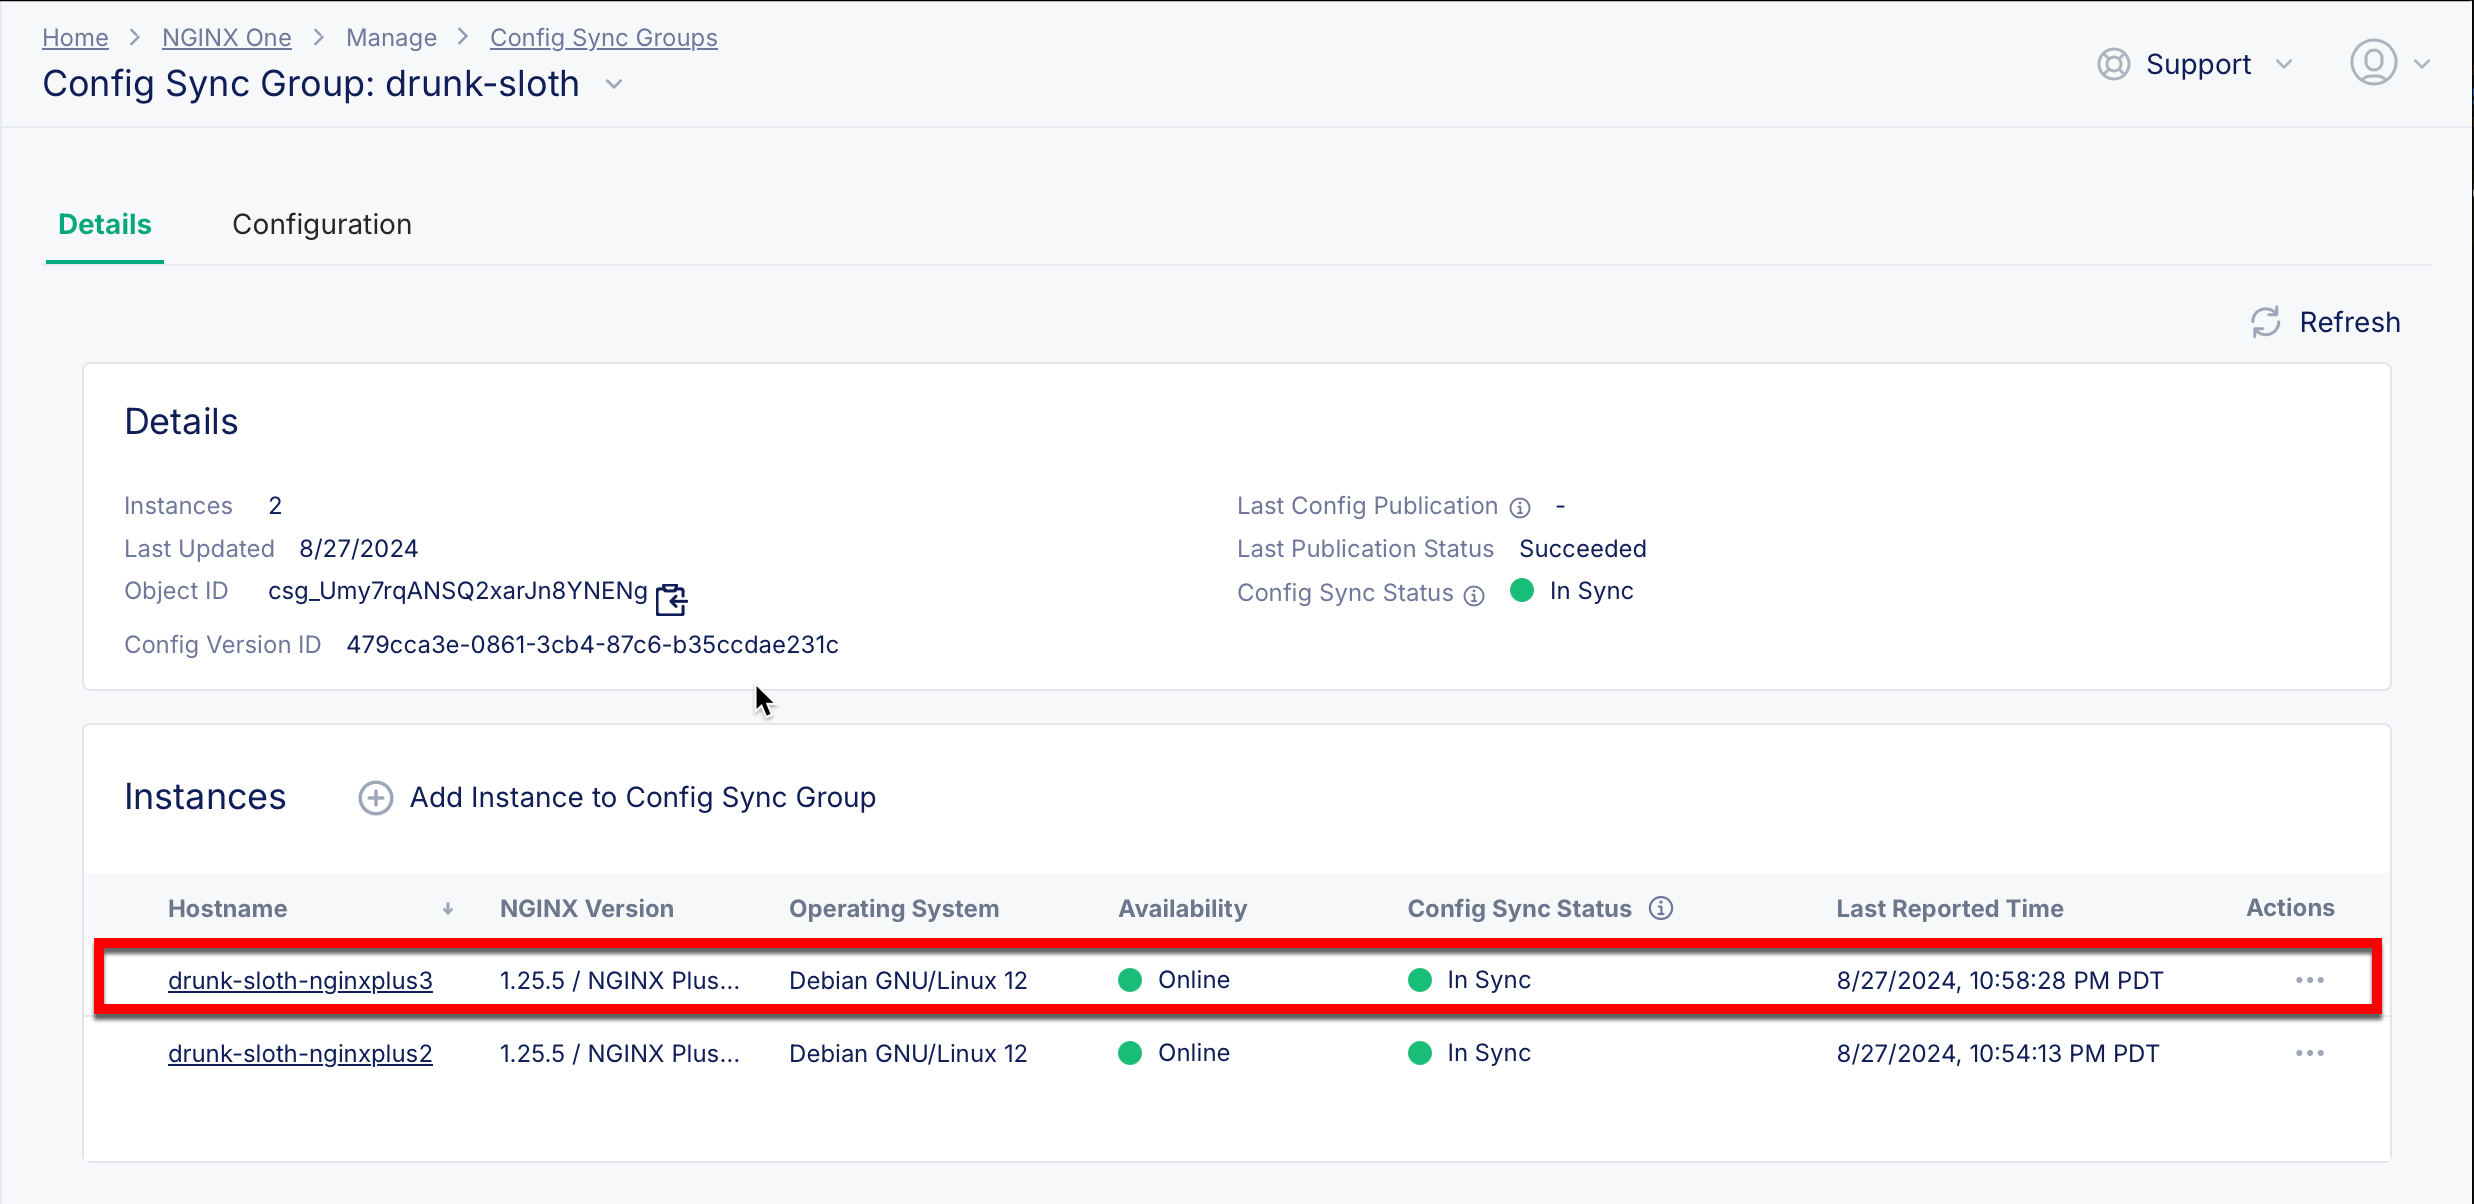 Home > NGINX One > Manage > Config Sync Groups
Config Sync Group: drunk-sloth
Support
Details
Configuration
Refresh
Details
Instances 2
Last Updated 8/27/2024
Object ID csg_Umy7rqANSQ2xarJn8YNENg
Config Version ID 479cca3e-0861-3cb4-87c6-b35ccdae231c
Last Config Publication -
Last Publication Status Succeeded
Config Sync Status In Sync
Instances
Add Instance to Config Sync Group
Hostname NGINX Version Operating System Availability Config Sync Status Last Reported Time Actions
drunk-sloth-nginxplus3 1.25.5 / NGINX Plus... Debian GNU/Linux 12 Online In Sync 8/27/2024, 10:58:28 PM PDT
drunk-sloth-nginxplus2 1.25.5 / NGINX Plus... Debian GNU/Linux 12 Online In Sync 8/27/2024, 10:54:13 PM PDT